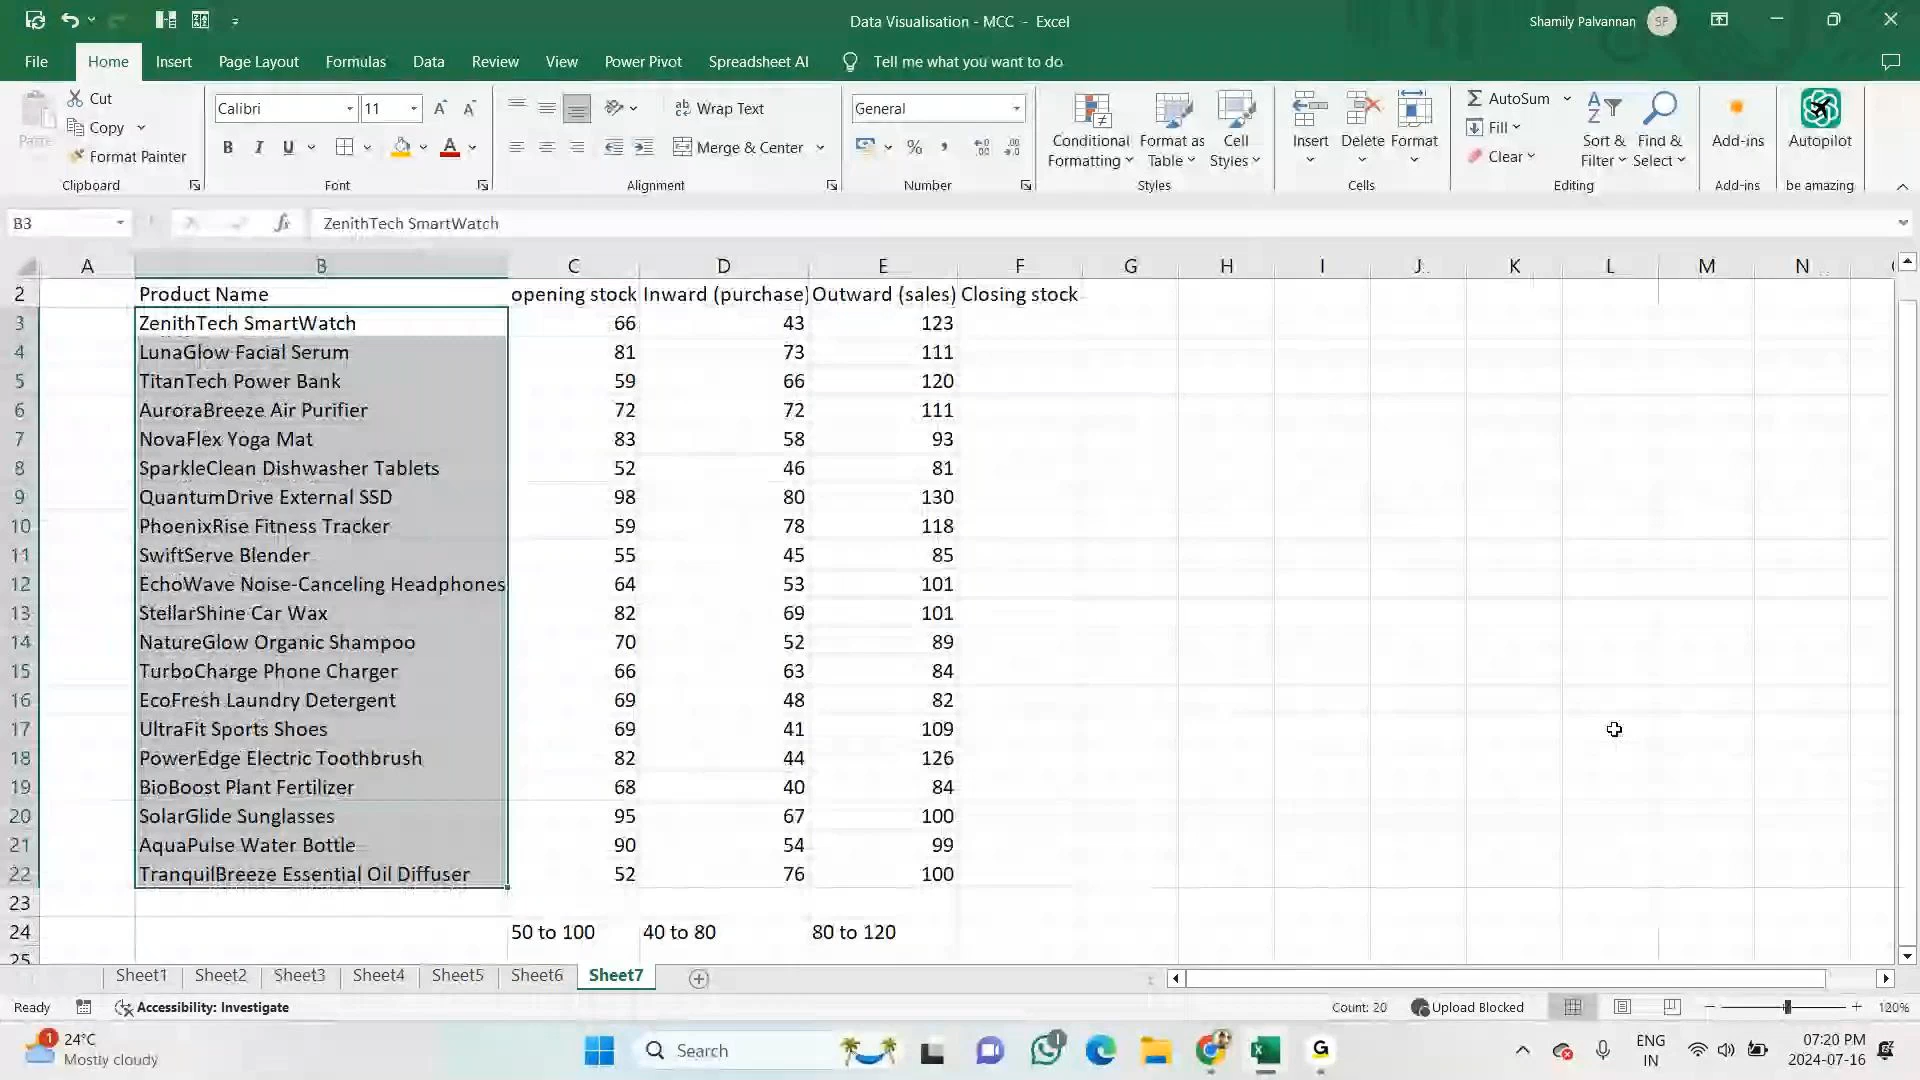 Data Visualisation - MCC - Excel
Shamily Palvannan
SP
File Home Insert Page Layout Formulas Data Review View Power Pivot Spreadsheet AI Tell me what you want to do
Paste
Cut
Copy
Format Painter
Clipboard
Calibri 11
B I U
Font
Wrap Text
Merge & Center
Alignment
General
Number
Conditional Formatting
Format as Table
Cell Styles
Styles
Insert
Delete
Format
Cells
AutoSum
Fill
Clear
Sort & Filter
Find & Select
Editing
Add-ins
Add-ins
Autopilot
be amazing
B3 fx ZenithTech SmartWatch
A B C D E F G H I J K L M N
2 Product Name opening stock Inward (purchase) Outward (sales) Closing stock
3 ZenithTech SmartWatch 66 43 123
4 LunaGlow Facial Serum 81 73 111
5 TitanTech Power Bank 59 66 120
6 AuroraBreeze Air Purifier 72 72 111
7 NovaFlex Yoga Mat 83 58 93
8 SparkleClean Dishwasher Tablets 52 46 81
9 QuantumDrive External SSD 98 80 130
10 PhoenixRise Fitness Tracker 59 78 118
11 SwiftServe Blender 55 45 85
12 EchoWave Noise-Canceling Headphones 64 53 101
13 StellarShine Car Wax 82 69 101
14 NatureGlow Organic Shampoo 70 52 89
15 TurboCharge Phone Charger 66 63 84
16 EcoFresh Laundry Detergent 69 48 82
17 UltraFit Sports Shoes 69 41 109
18 PowerEdge Electric Toothbrush 82 44 126
19 BioBoost Plant Fertilizer 68 40 84
20 SolarGlide Sunglasses 95 67 100
21 AquaPulse Water Bottle 90 54 99
22 TranquilBreeze Essential Oil Diffuser 52 76 100
23
24 50 to 100 40 to 80 80 to 120
25
Sheet1 Sheet2 Sheet3 Sheet4 Sheet5 Sheet6 Sheet7
Ready Accessibility: Investigate Count: 20 Upload Blocked 120%
1
24°C
Mostly cloudy
Search
1
ENG
IN
07:20 PM
2024-07-16